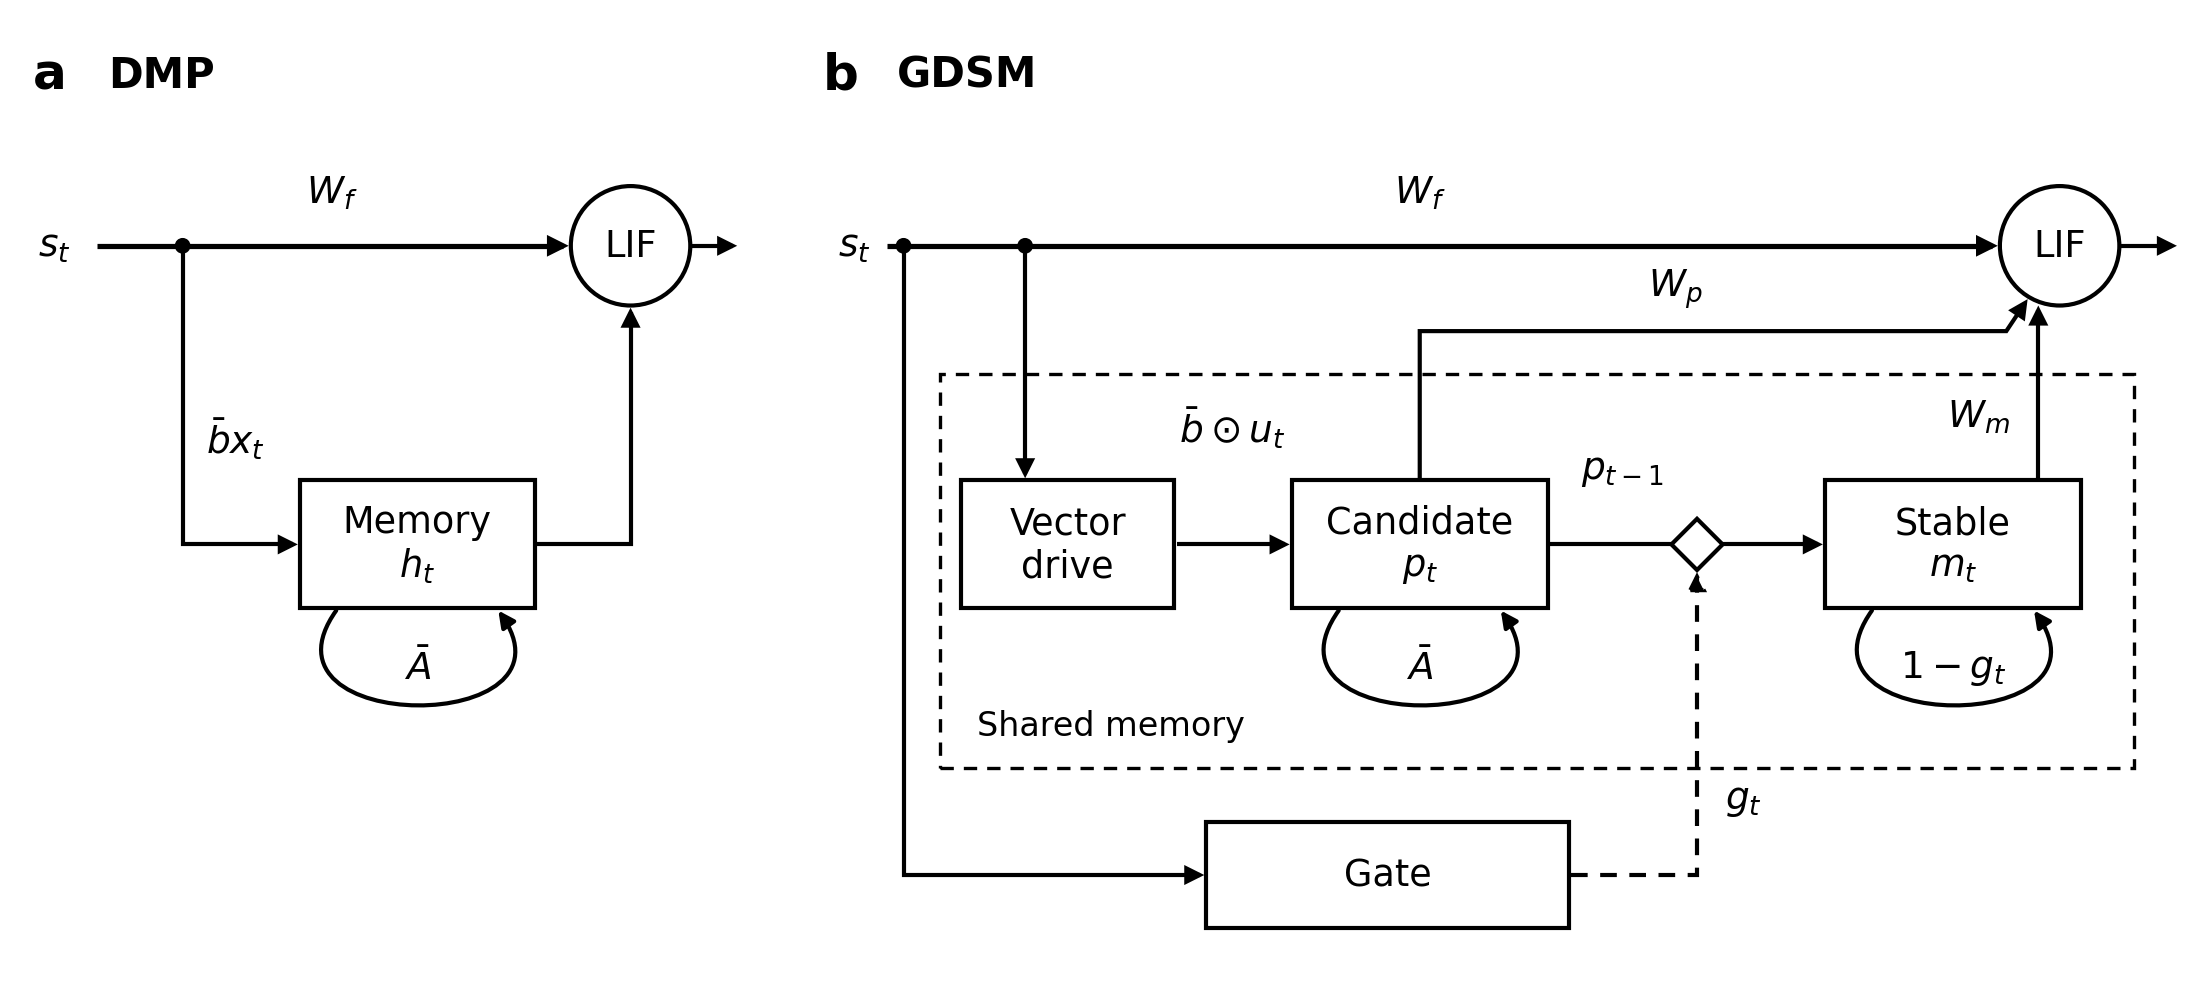 a DMP
W_f
s_t
LIF
b̄x_t
Memory
h_t
Ā
b GDSM
W_f
s_t
LIF
W_p
W_m
b̄ ⊙ u_t
p_{t−1}
Vector
drive
Candidate
p_t
Stable
m_t
Ā
1 − g_t
Shared memory
g_t
Gate